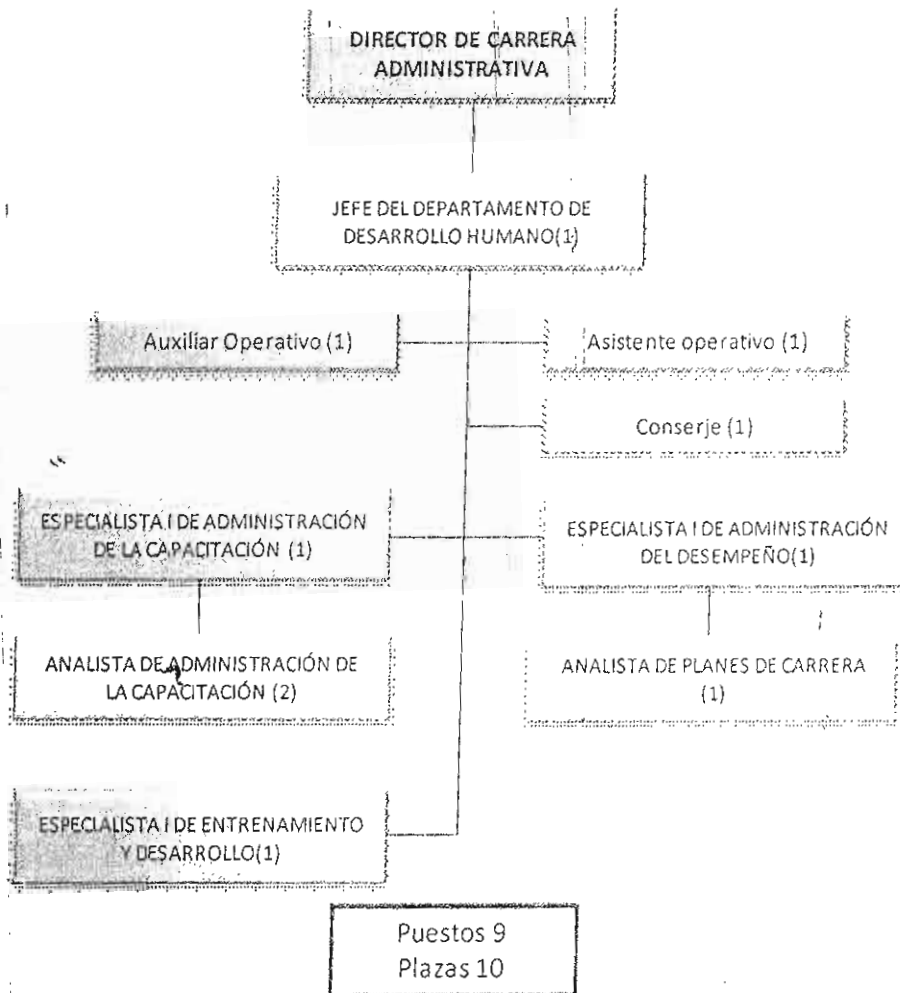 DIRECTOR DE CARRERA
ADMINISTRATIVA
JEFE DEL DEPARTAMENTO DE
DESARROLLO HUMANO(1)
Auxiliar Operativo (1)
Asistente operativo (1)
Conserje (1)
ESPECIALISTA I DE ADMINISTRACIÓN
DE LA CAPACITACIÓN (1)
ESPECIALISTA I DE ADMINISTRACIÓN
DEL DESEMPEÑO(1)
ANALISTA DE ADMINISTRACIÓN DE
LA CAPACITACIÓN (2)
ANALISTA DE PLANES DE CARRERA
(1)
ESPECIALISTA I DE ENTRENAMIENTO
Y DESARROLLO(1)
Puestos 9
Plazas 10